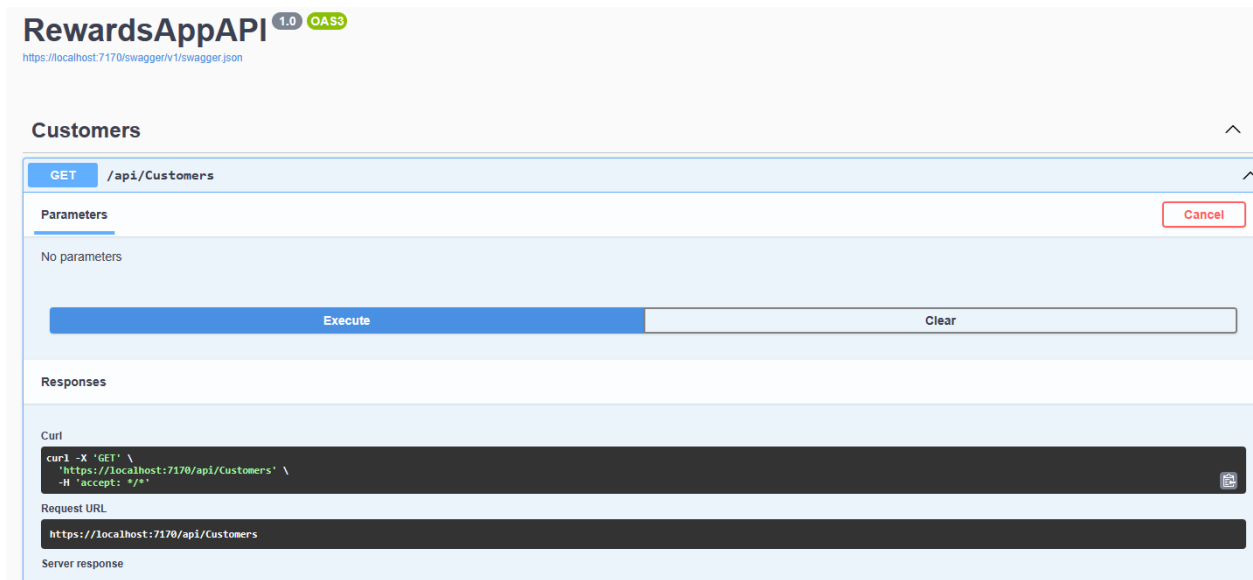 RewardsAppAPI 1.0 OAS3
https://localhost:7170/swagger/v1/swagger.json
Customers
GET /api/Customers
Parameters
Cancel
No parameters
Execute
Clear
Responses
Curl
curl -X 'GET' \
  'https://localhost:7170/api/Customers' \
  -H 'accept: */*'
Request URL
https://localhost:7170/api/Customers
Server response